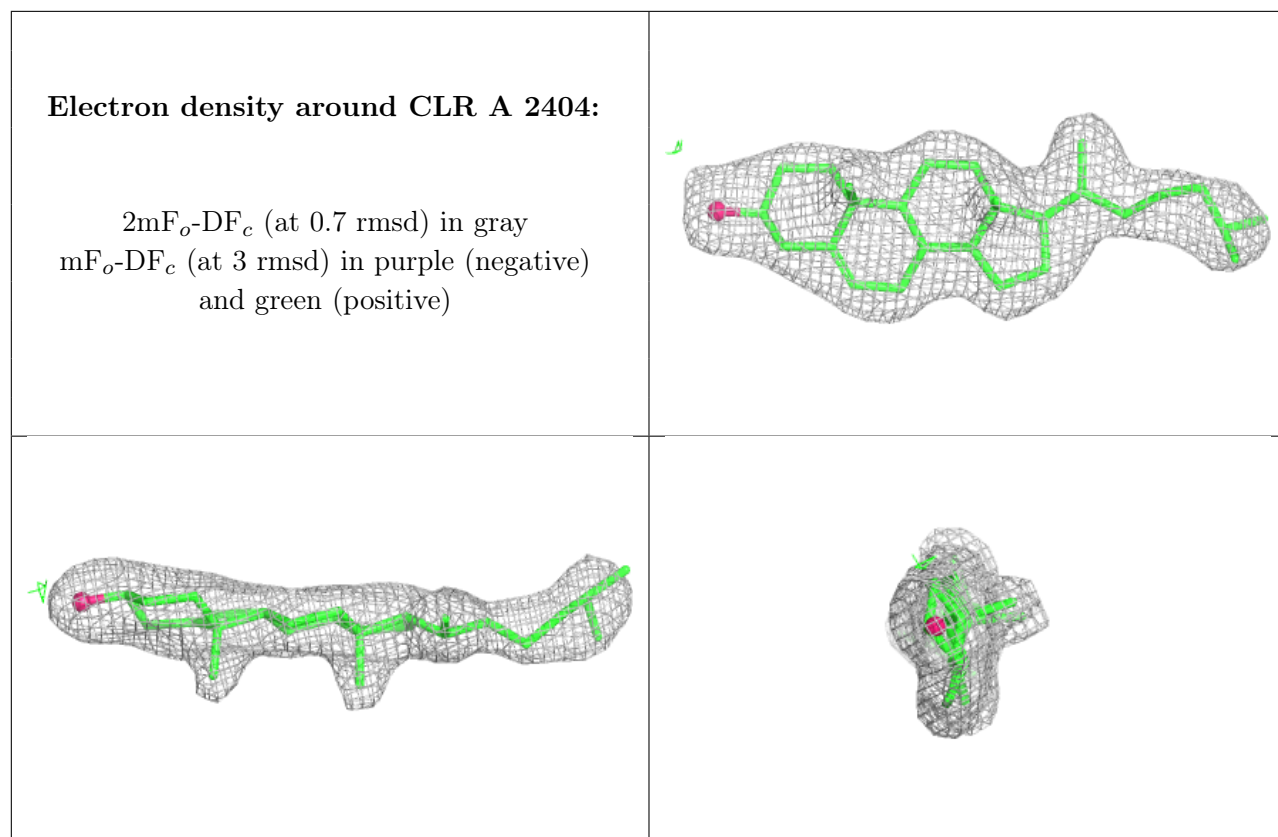 Electron density around CLR A 2404:
2mFo-DFc (at 0.7 rmsd) in gray
mFo-DFc (at 3 rmsd) in purple (negative)
and green (positive)